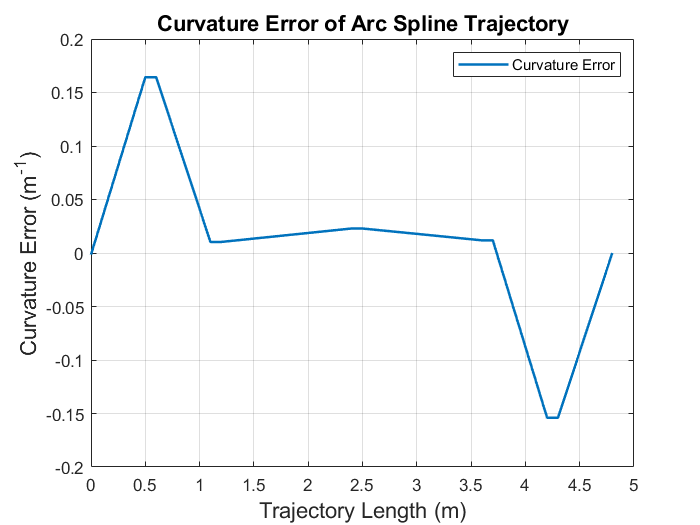 Curvature Error of Arc Spline Trajectory
Curvature Error
0.2
0.15
0.1
0.05
0
-0.05
-0.1
-0.15
-0.2
Curvature Error (m⁻¹)
0 0.5 1 1.5 2 2.5 3 3.5 4 4.5 5
Trajectory Length (m)